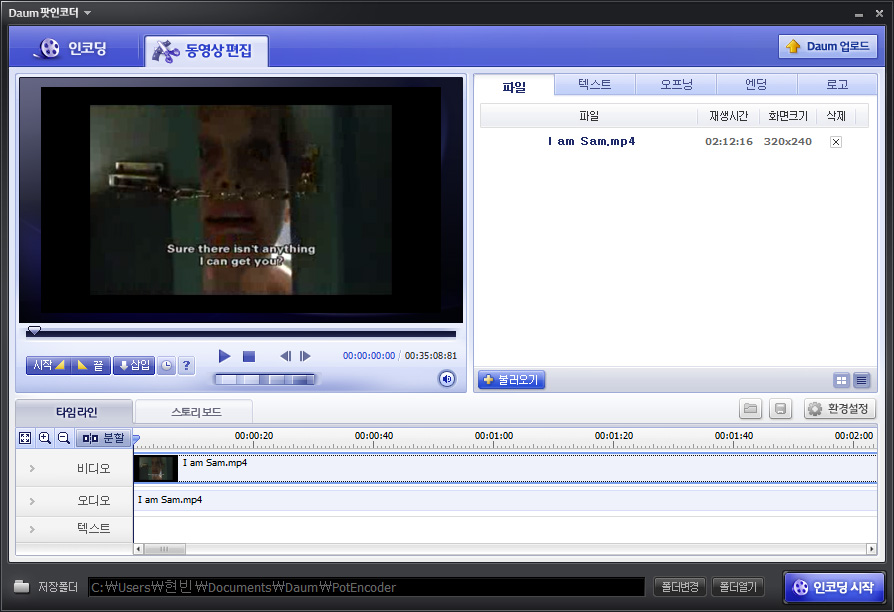 Daum 팟인코더
인코딩
동영상 편집
Daum 업로드
파일
텍스트
오프닝
엔딩
로고
파일
재생시간
화면크기
삭제
I am Sam.mp4
02:12:16
320x240
Sure there isn't anything
I can get you?
시작
끝
삽입
?
00:00:00:00 / 00:35:08:81
불러오기
타임라인
스토리보드
환경설정
분할
00:00:20
00:00:40
00:01:00
00:01:20
00:01:40
00:02:00
비디오
I am Sam.mp4
오디오
I am Sam.mp4
텍스트
저장폴더
C:₩Users₩현빈₩Documents₩Daum₩PotEncoder
폴더변경
폴더열기
인코딩 시작